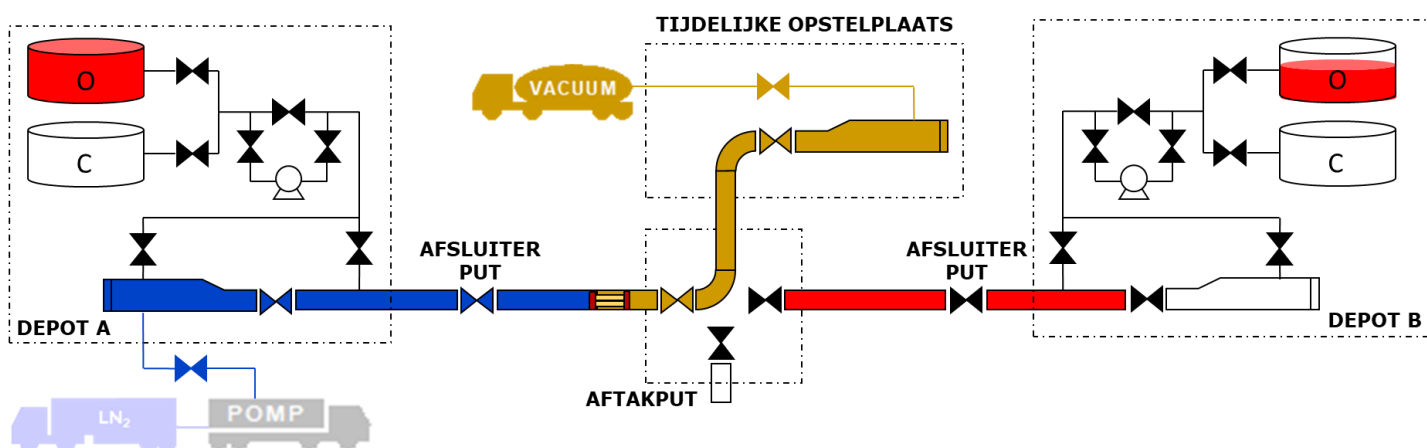 TIJDELIJKE OPSTELPLAATS
O
C
VACUUM
O
C
AFSLUITER
PUT
AFSLUITER
PUT
DEPOT A
DEPOT B
AFTAKPUT
LN₂
POMP